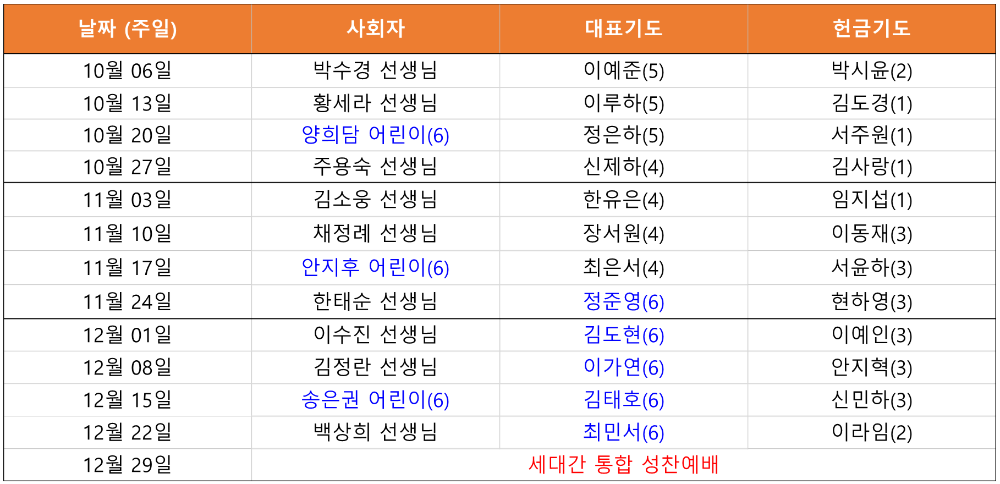 날짜 (주일) 사회자 대표기도 헌금기도
10월 06일 박수경 선생님 이예준(5) 박시윤(2)
10월 13일 황세라 선생님 이루하(5) 김도경(1)
10월 20일 양희담 어린이(6) 정은하(5) 서주원(1)
10월 27일 주용숙 선생님 신제하(4) 김사랑(1)
11월 03일 김소웅 선생님 한유은(4) 임지섭(1)
11월 10일 채정례 선생님 장서원(4) 이동재(3)
11월 17일 안지후 어린이(6) 최은서(4) 서윤하(3)
11월 24일 한태순 선생님 정준영(6) 현하영(3)
12월 01일 이수진 선생님 김도현(6) 이예인(3)
12월 08일 김정란 선생님 이가연(6) 안지혁(3)
12월 15일 송은권 어린이(6) 김태호(6) 신민하(3)
12월 22일 백상희 선생님 최민서(6) 이라임(2)
12월 29일 세대간 통합 성찬예배